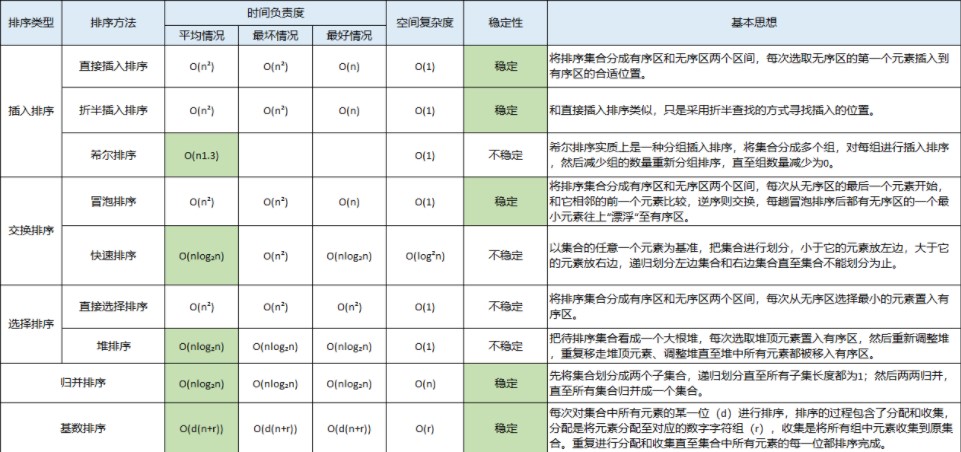 排序类型 排序方法 时间负责度 空间复杂度 稳定性 基本思想
平均情况 最坏情况 最好情况
插入排序
直接插入排序 O(n²) O(n²) O(n) O(1) 稳定 将排序集合分成有序区和无序区两个区间，每次选取无序区的第一个元素插入到
有序区的合适位置。
折半插入排序 O(n²) O(n²) O(n) O(1) 稳定 和直接插入排序类似，只是采用折半查找的方式寻找插入的位置。
希尔排序 O(n1.3) O(1) 不稳定 希尔排序实质上是一种分组插入排序，将集合分成多个组，对每组进行插入排序
，然后减少组的数量重新分组排序，直至组数量减少为0。
交换排序
冒泡排序 O(n²) O(n²) O(n) O(1) 稳定 将排序集合分成有序区和无序区两个区间，每次从无序区的最后一个元素开始，
和它相邻的前一个元素比较，逆序则交换，每趟冒泡排序后都有无序区的一个最
小元素往上“漂浮”至有序区。
快速排序 O(nlog₂n) O(n²) O(nlog₂n) O(log²n) 不稳定 以集合的任意一个元素为基准，把集合进行划分，小于它的元素放左边，大于它
的元素放右边，递归划分左边集合和右边集合直至集合不能划分为止。
选择排序
直接选择排序 O(n²) O(n²) O(n²) O(1) 不稳定 将排序集合分成有序区和无序区两个区间，每次从无序区选择最小的元素置入有
序区。
堆排序 O(nlog₂n) O(nlog₂n) O(nlog₂n) O(1) 不稳定 把待排序集合看成一个大根堆，每次选取堆顶元素置入有序区，然后重新调整堆
，重复移走堆顶元素、调整堆直至堆中所有元素都被移入有序区。
归并排序 O(nlog₂n) O(nlog₂n) O(nlog₂n) O(n) 稳定 先将集合划分成两个子集合，递归划分直至所有子集长度都为1；然后两两归并，
直至所有集合归并成一个集合。
基数排序 O(d(n+r)) O(d(n+r)) O(d(n+r)) O(r) 稳定 每次对集合中所有元素的某一位（d）进行排序，排序的过程包含了分配和收集，
分配是将元素分配至对应的数字字符组（r），收集是将所有组中元素收集到原集
合。重复进行分配和收集直至集合中所有元素的每一位都排序完成。